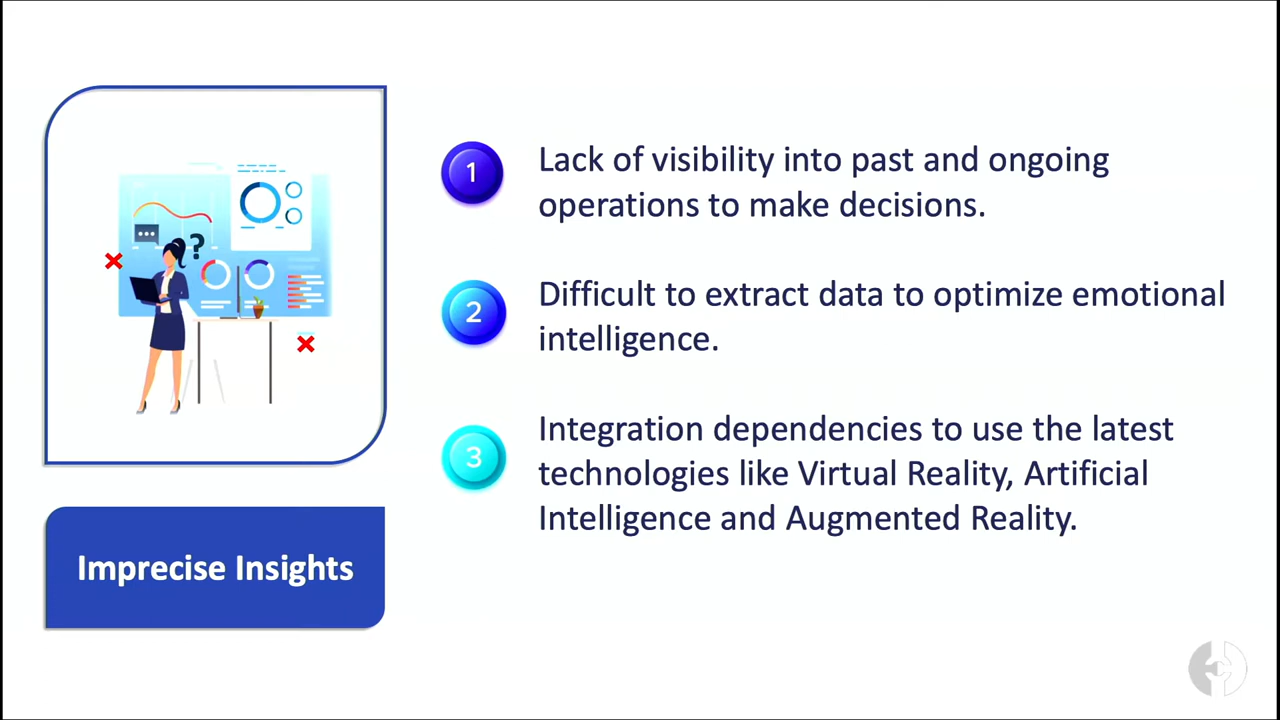 1
Lack of visibility into past and ongoing
operations to make decisions.
2
Difficult to extract data to optimize emotional
intelligence.
3
Integration dependencies to use the latest
technologies like Virtual Reality, Artificial
Intelligence and Augmented Reality.
?
Imprecise Insights